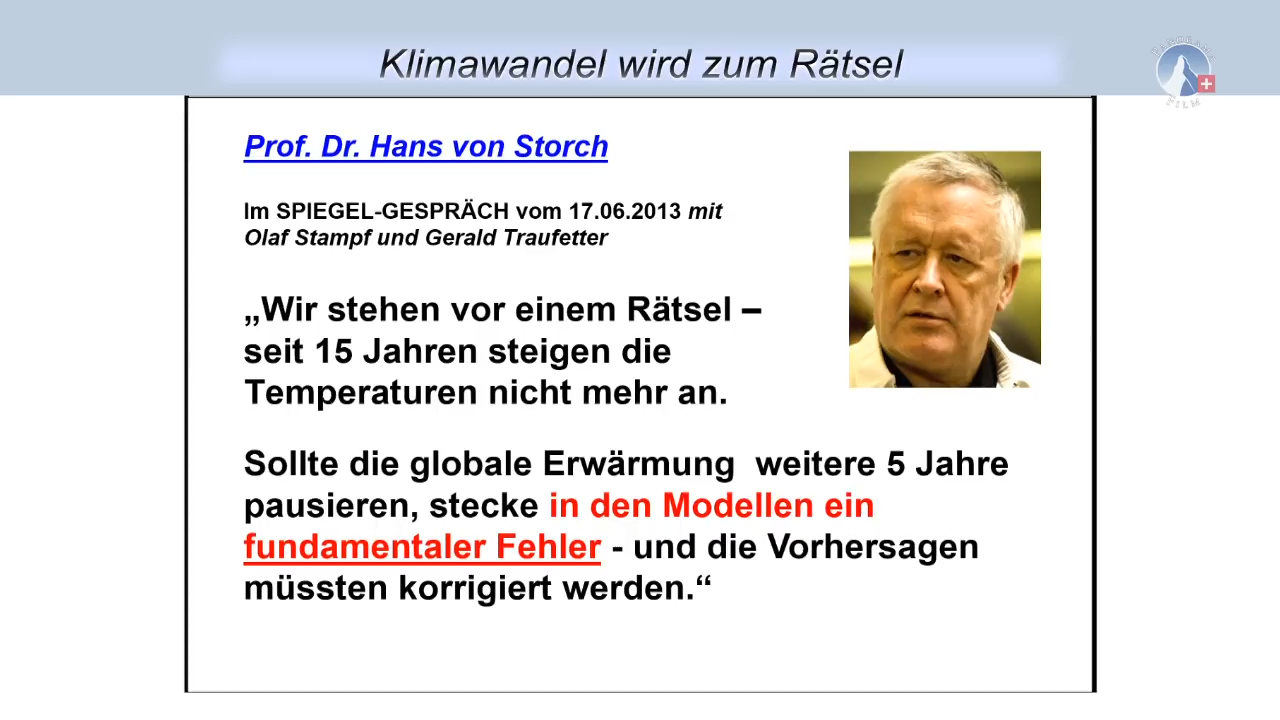 Klimawandel wird zum Rätsel
PANORAMA
FILM
Prof. Dr. Hans von Storch
Im SPIEGEL-GESPRÄCH vom 17.06.2013 mit
Olaf Stampf und Gerald Traufetter
„Wir stehen vor einem Rätsel –
seit 15 Jahren steigen die
Temperaturen nicht mehr an.
Sollte die globale Erwärmung weitere 5 Jahre
pausieren, stecke in den Modellen ein
fundamentaler Fehler - und die Vorhersagen
müssten korrigiert werden.“